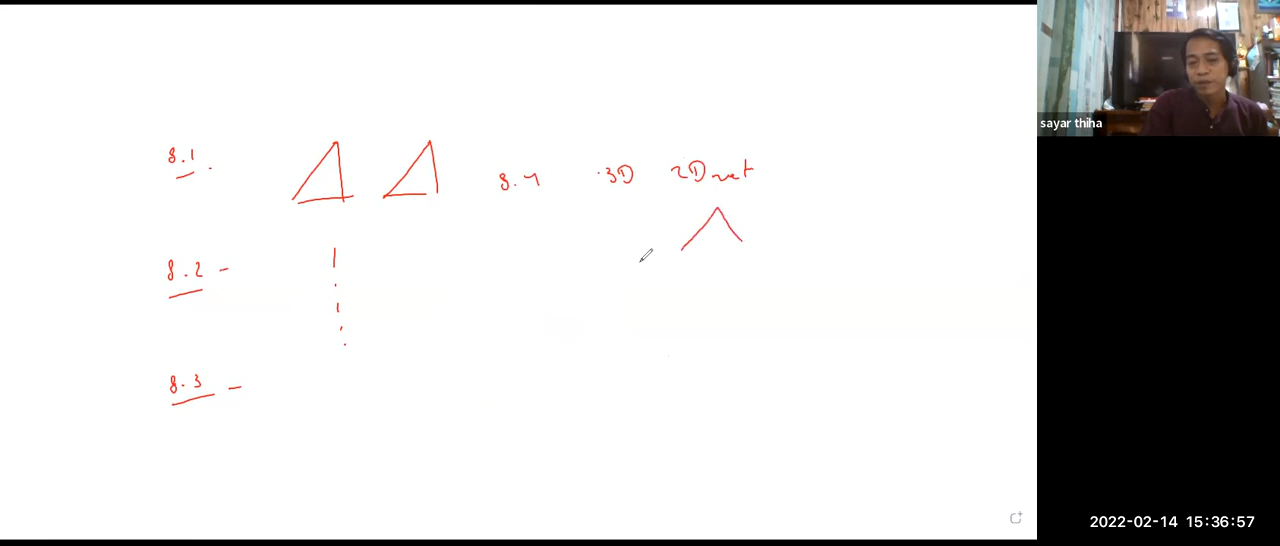 8.1 .
8.4 .3D 2D net
8.2 -
8.3 -
sayar thiha
2022-02-14 15:36:57